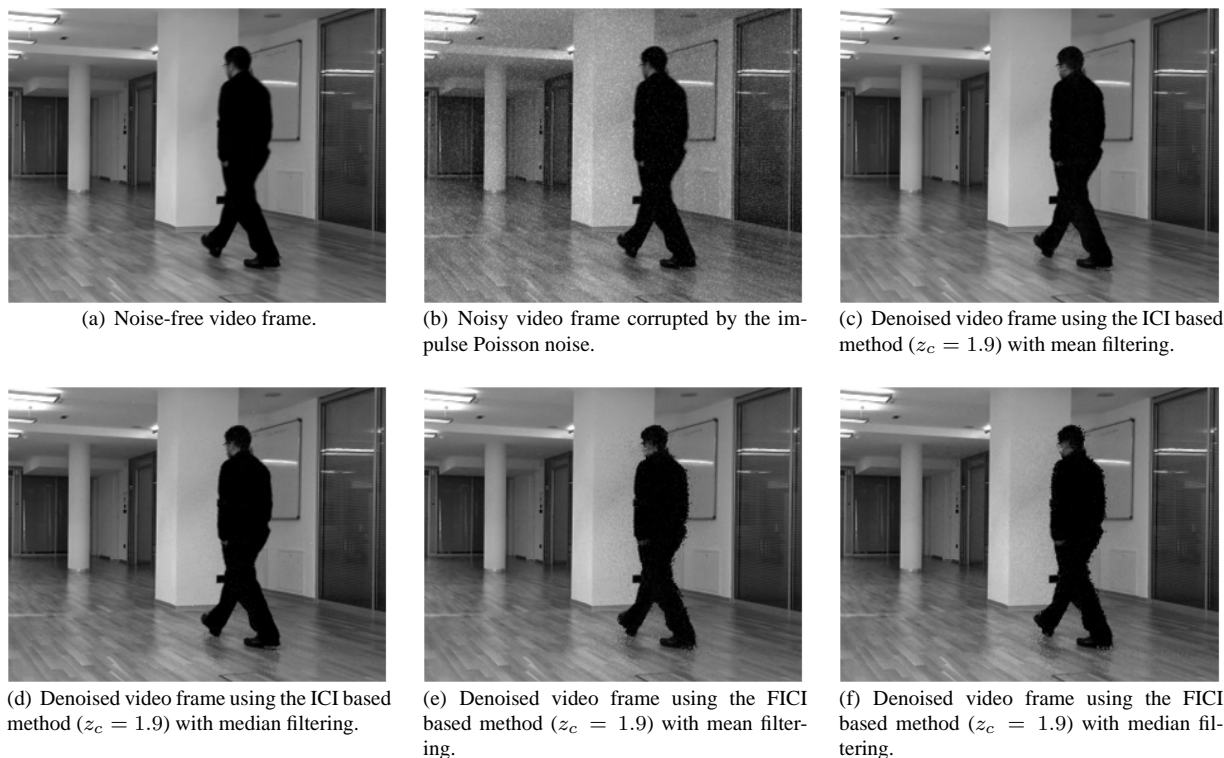 (a) Noise-free video frame.
(b) Noisy video frame corrupted by the im-
pulse Poisson noise.
(c) Denoised video frame using the ICI based
method (z_c = 1.9) with mean filtering.
(d) Denoised video frame using the ICI based
method (z_c = 1.9) with median filtering.
(e) Denoised video frame using the FICI
based method (z_c = 1.9) with mean filter-
ing.
(f) Denoised video frame using the FICI
based method (z_c = 1.9) with median fil-
tering.